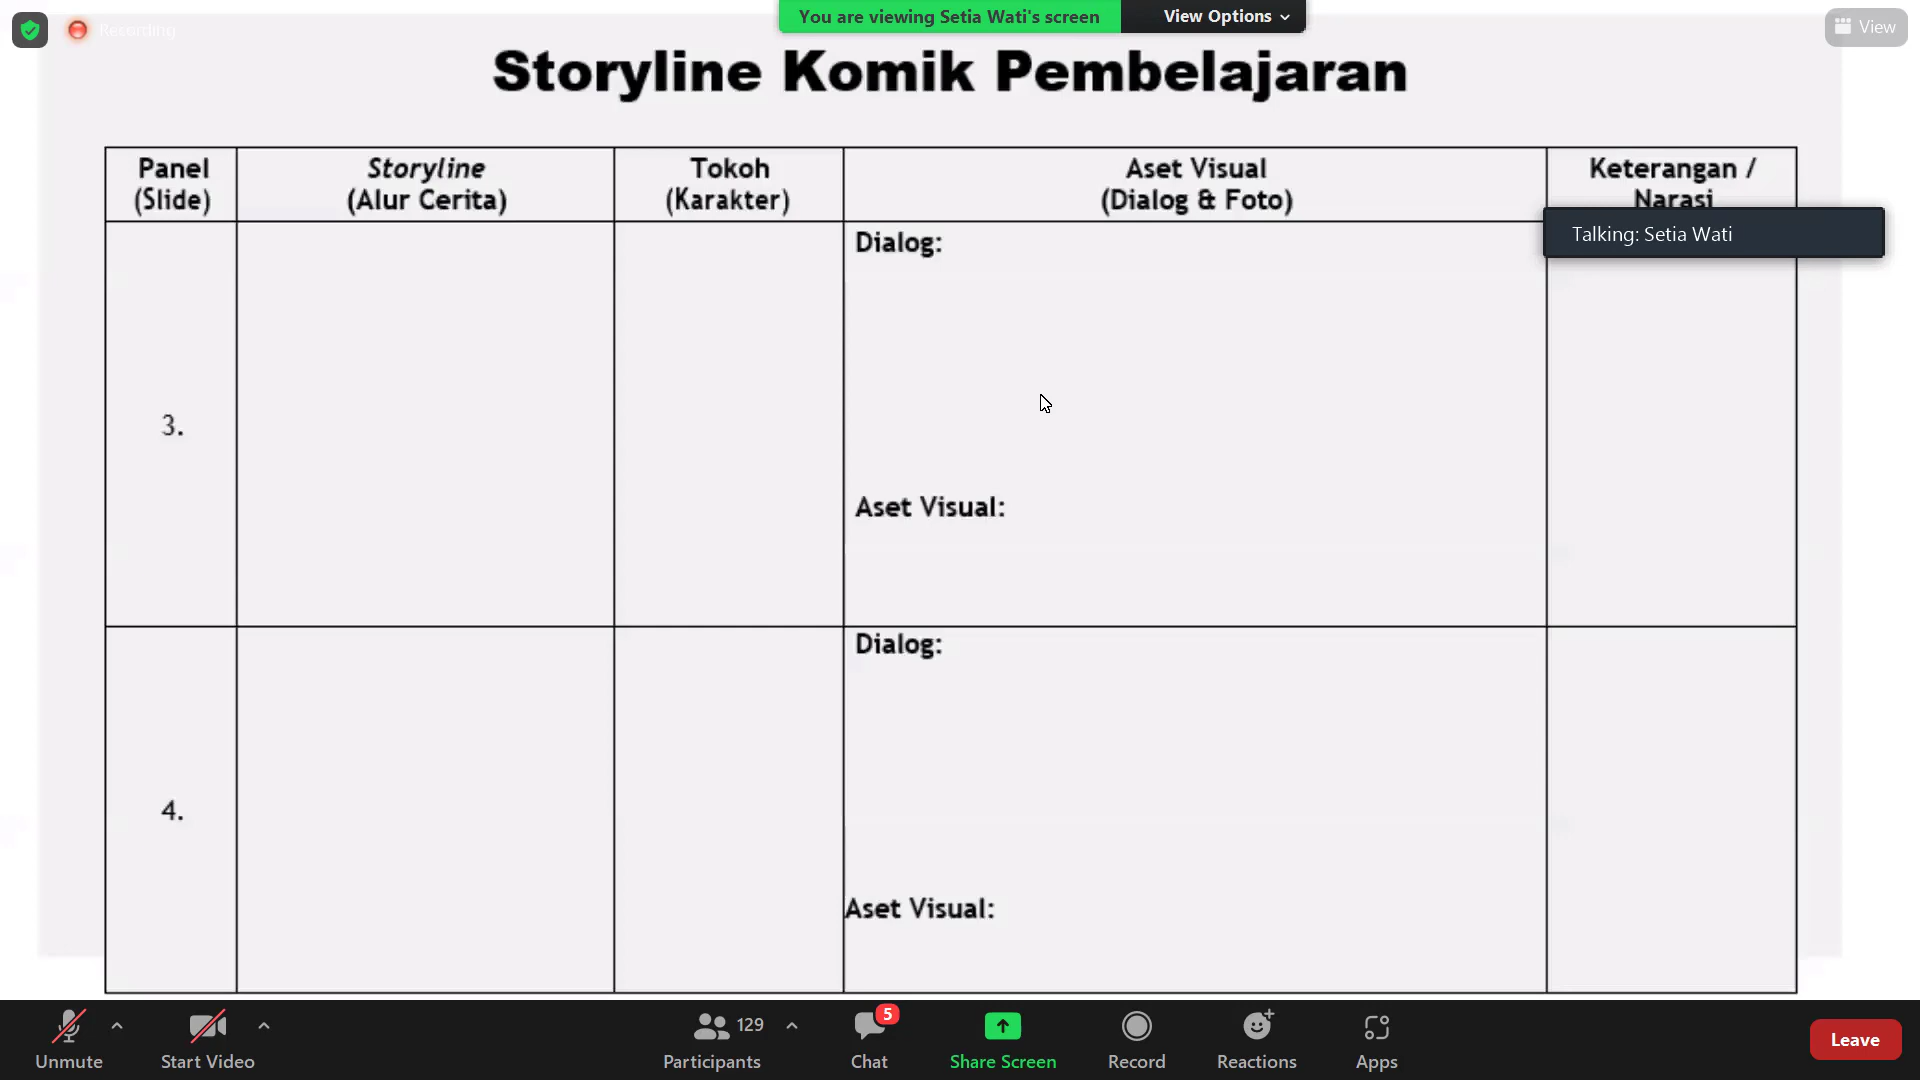 Recording
You are viewing Setia Wati's screen
View Options
View
Storyline Komik Pembelajaran
Panel
(Slide)
Storyline
(Alur Cerita)
Tokoh
(Karakter)
Aset Visual
(Dialog & Foto)
Keterangan /
Narasi
Talking: Setia Wati
3.
Dialog:
Aset Visual:
4.
Dialog:
Aset Visual:
Unmute
Start Video
129
Participants
5
Chat
Share Screen
Record
Reactions
Apps
Leave